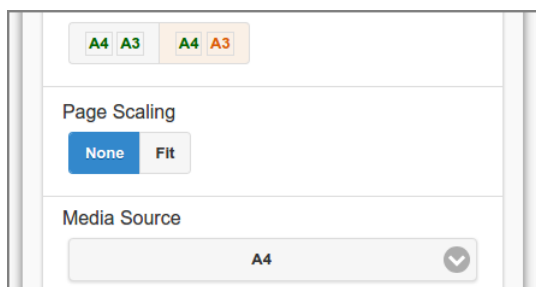 A4 A3 A4 A3
Page Scaling
None Fit
Media Source
A4